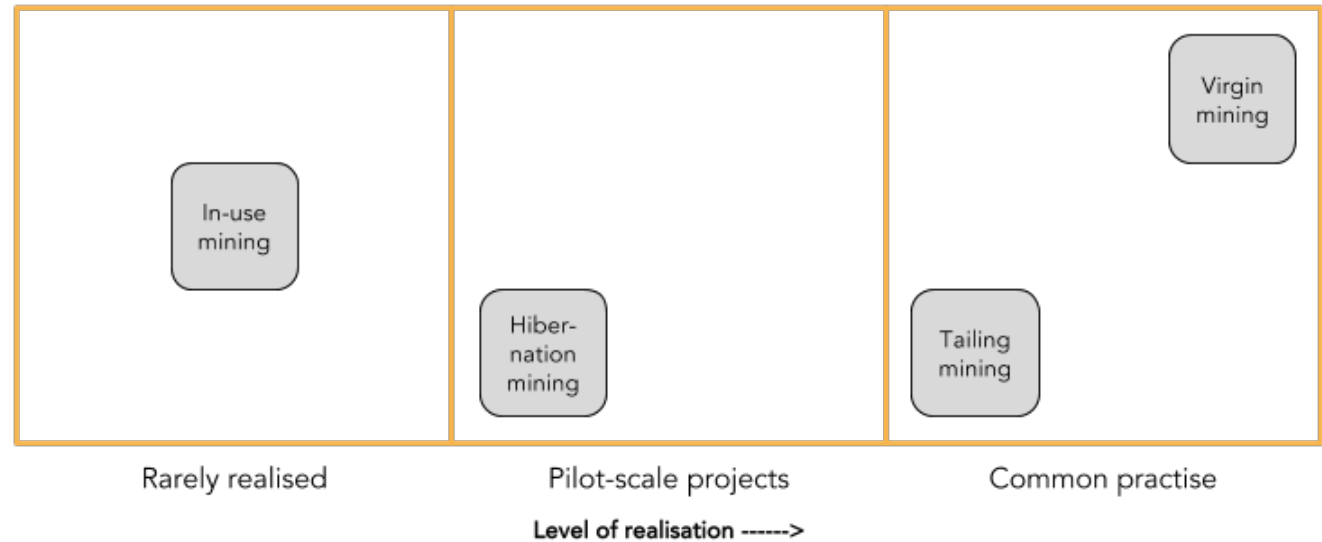 Virgin
mining
In-use
mining
Hiber-
nation
mining
Tailing
mining
Rarely realised
Pilot-scale projects
Common practise
Level of realisation ------>